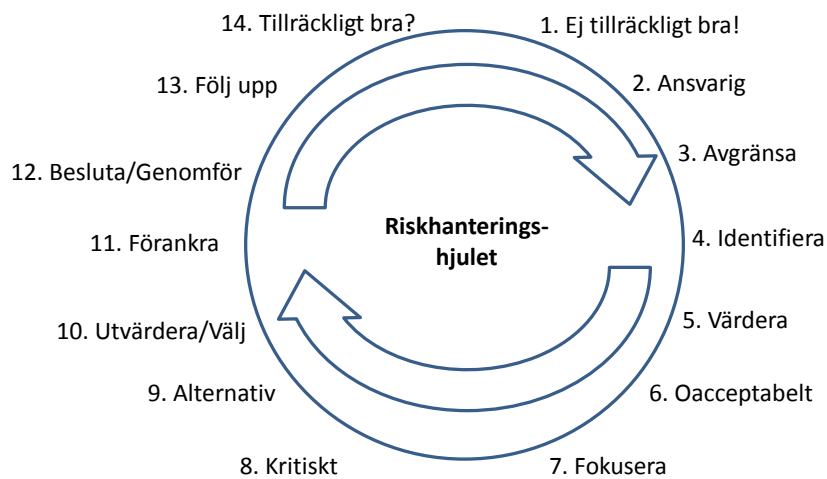 14. Tillräckligt bra?
1. Ej tillräckligt bra!
13. Följ upp
2. Ansvarig
3. Avgränsa
12. Besluta/Genomför
Riskhanterings-
hjulet
11. Förankra
4. Identifiera
10. Utvärdera/Välj
5. Värdera
9. Alternativ
6. Oacceptabelt
8. Kritiskt
7. Fokusera